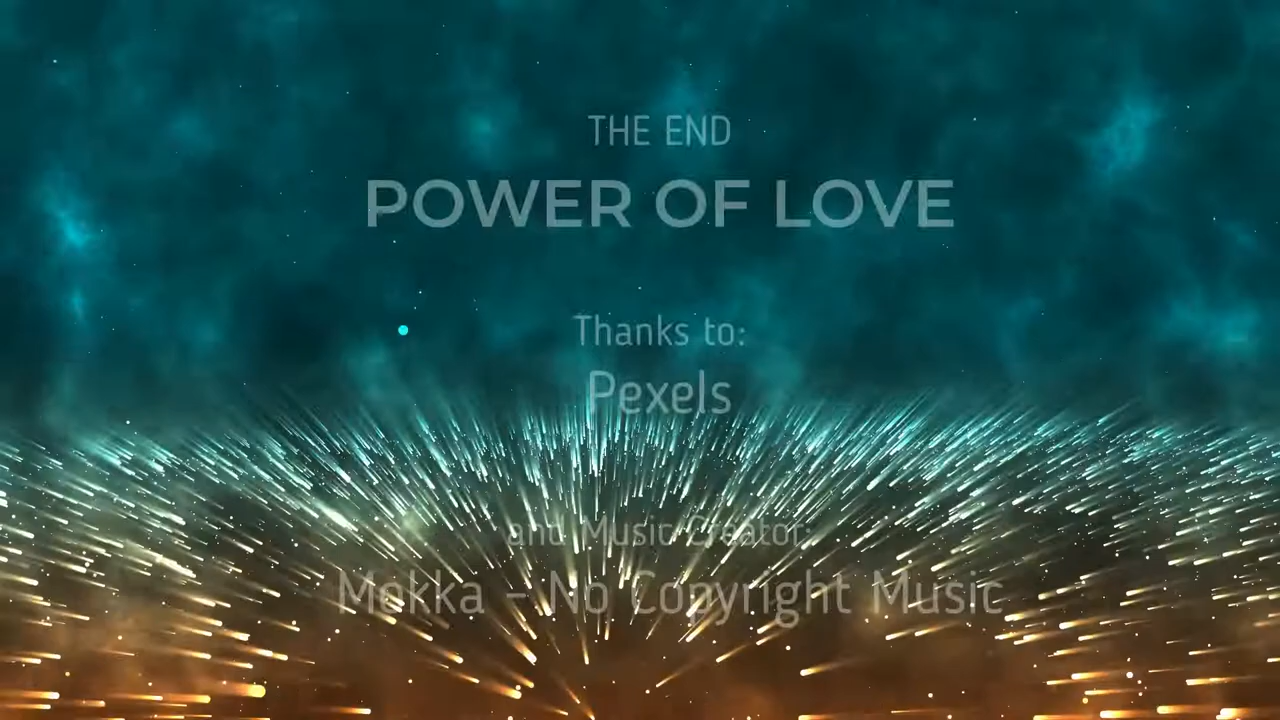 THE END
POWER OF LOVE
Thanks to:
Pexels
and Music Creator:
Mokka - No Copyright Music